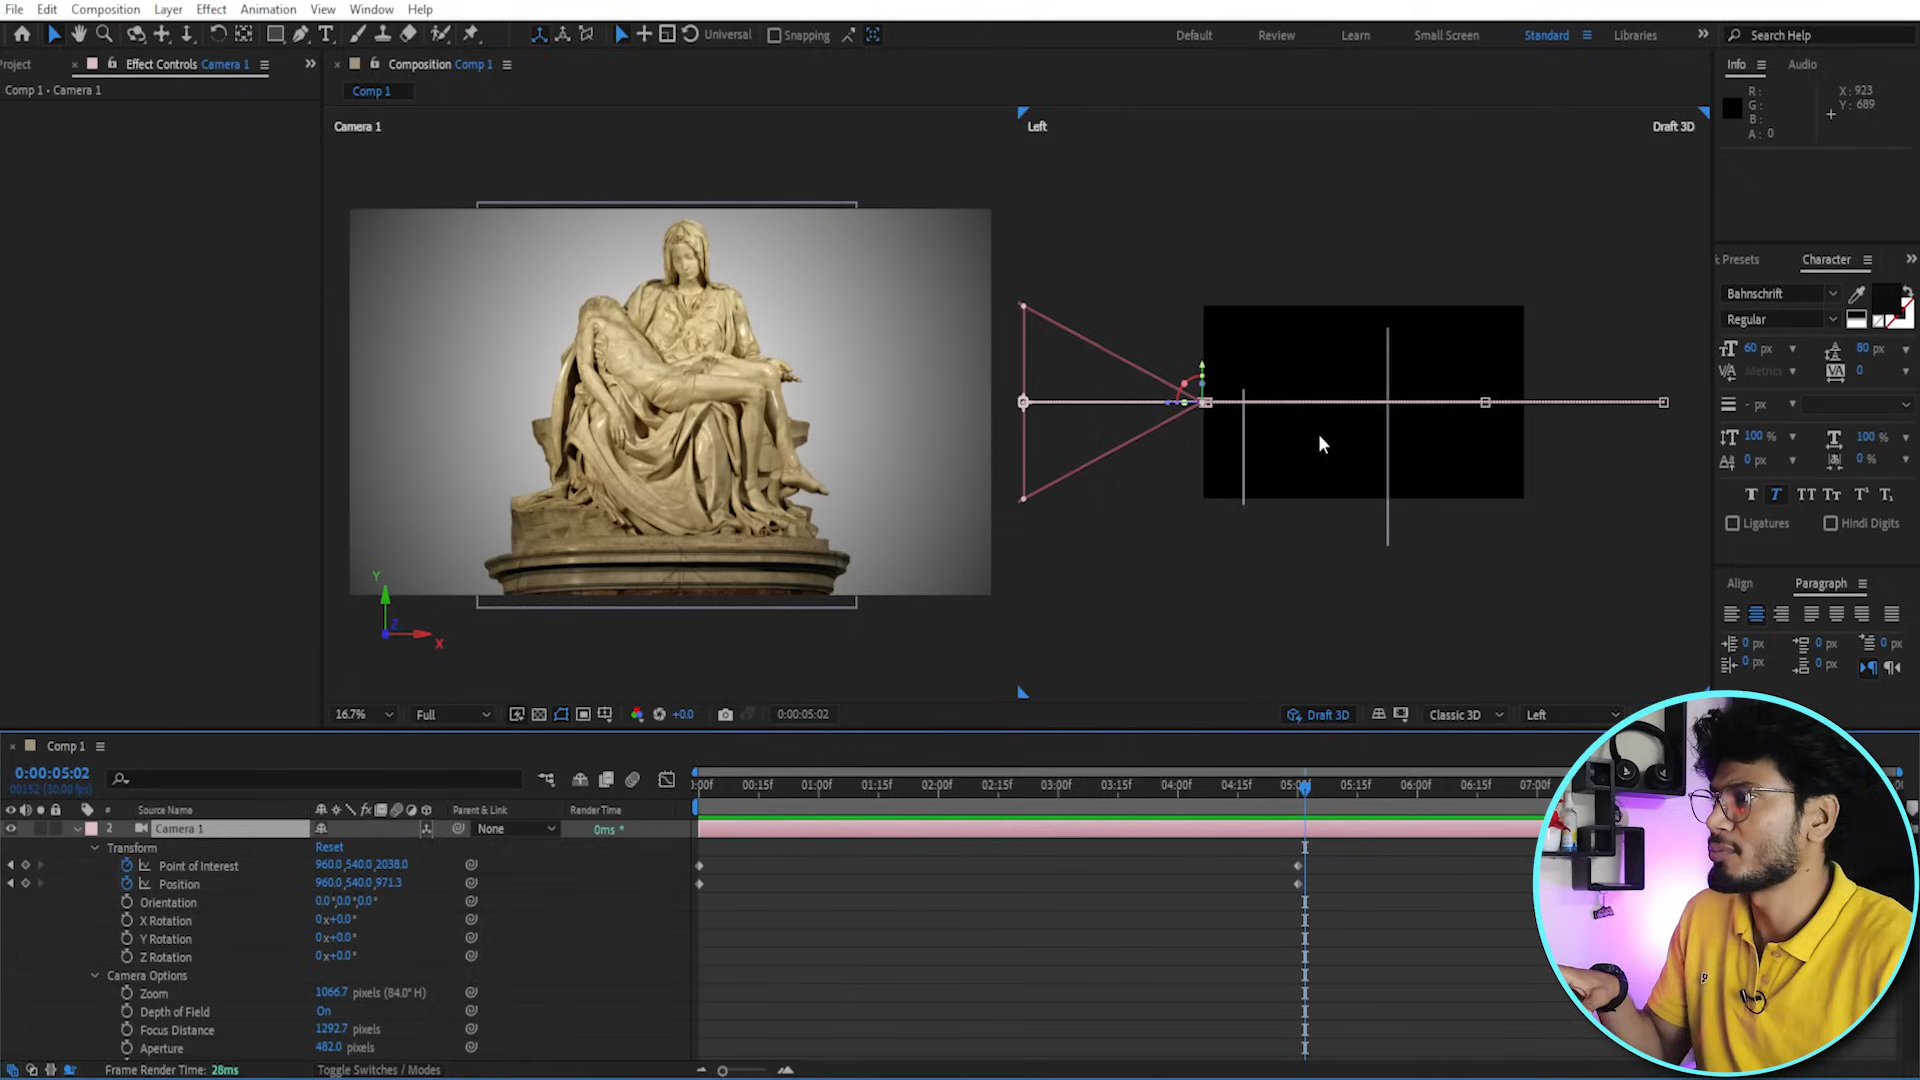 File Edit Composition Layer Effect Animation View Window Help
Universal Snapping Default Review Learn Small Screen Standard Libraries Search Help
roject Effect Controls Camera 1 Composition Comp 1 Info Audio
Comp 1 • Camera 1 Comp 1
R :
G :
B :
A : 0
X : 923
Y : 689
Camera 1 Left Draft 3D
Presets Character
Bahnschrift
Regular
60 px 80 px
Metrics 0
- px
100 % 100 %
0 px 0 %
T T TT Tt T¹ T₁
Ligatures Hindi Digits
Align Paragraph
0 px 0 px 0 px
0 px 0 px
Y
Z
X
16.7% Full +0.0 0:00:05:02 Draft 3D Classic 3D Left
Comp 1
0:00:05:02
00152 (30.00 fps)
:00f 00:15f 01:00f 01:15f 02:00f 02:15f 03:00f 03:15f 04:00f 04:15f 05:00f 05:15f 06:00f 06:15f 07:00f
# Source Name Parent & Link Render Time
2 Camera 1 None 0ms *
Transform Reset
Point of Interest 960.0,540.0,2038.0
Position 960.0,540.0,971.3
Orientation 0.0°,0.0°,0.0°
X Rotation 0x+0.0°
Y Rotation 0x+0.0°
Z Rotation 0x+0.0°
Camera Options
Zoom 1066.7 pixels (84.0° H)
Depth of Field On
Focus Distance 1292.7 pixels
Aperture 482.0 pixels
Frame Render Time: 28ms Toggle Switches / Modes